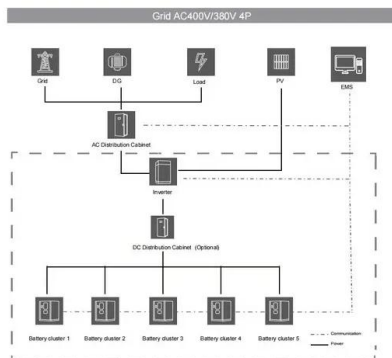 Grid AC400V/380V 4P
Grid
DG
Load
PV
EMS
AC Distribution Cabinet
Inverter
DC Distribution Cabinet (Optional)
Battery cluster 1
Battery cluster 2
Battery cluster 3
Battery cluster 4
Battery cluster 5
Communication
Power